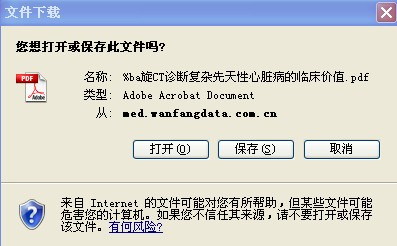 文件下载
您想打开或保存此文件吗?
PDF
Adobe
名称: %ba旋CT诊断复杂先天性心脏病的临床价值.pdf
类型: Adobe Acrobat Document
从: med.wanfangdata.com.cn
打开(O) 保存(S) 取消
来自 Internet 的文件可能对您有所帮助，但某些文件可能
危害您的计算机。如果您不信任其来源，请不要打开或保存
该文件。有何风险?